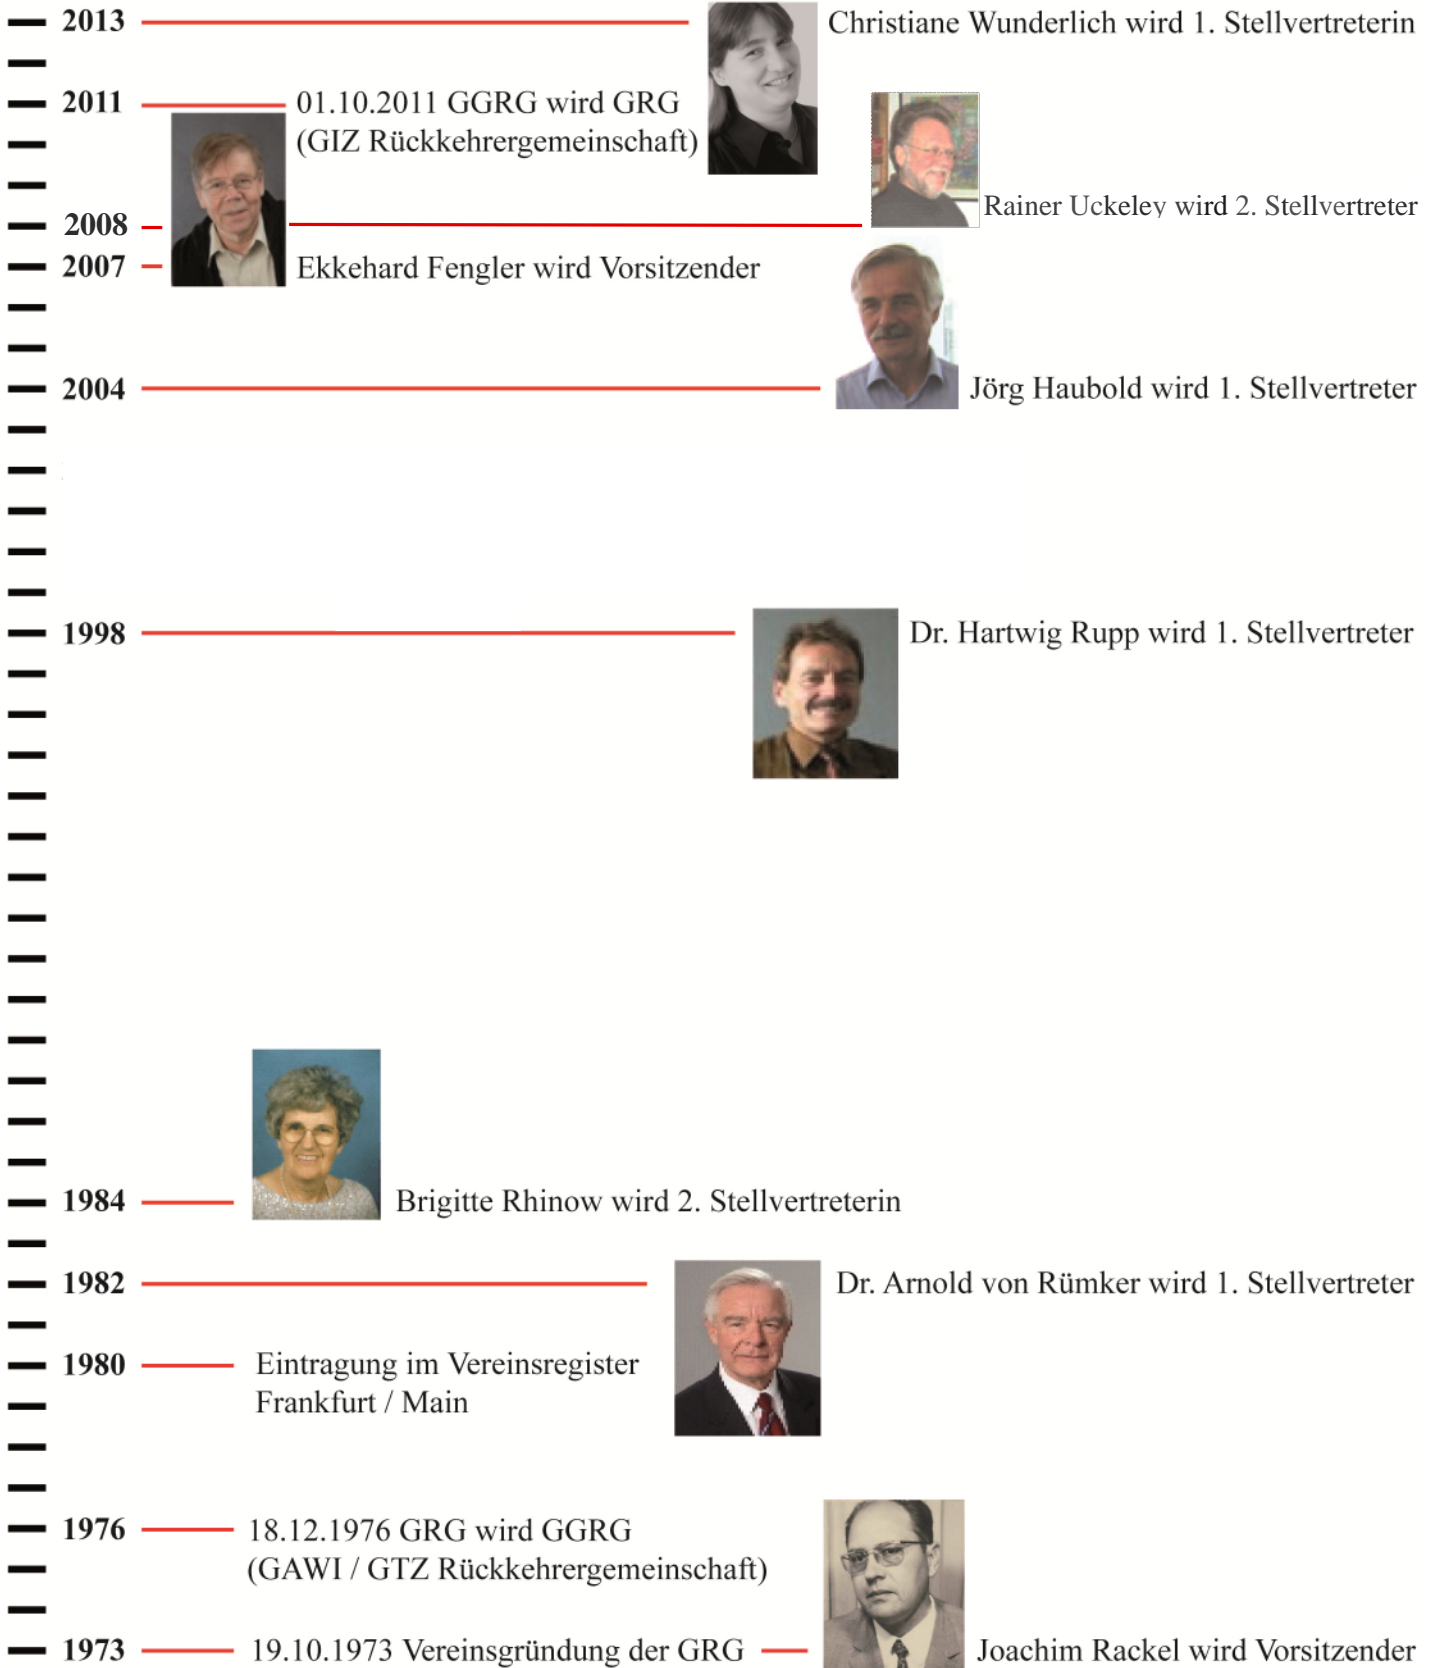 2013 Christiane Wunderlich wird 1. Stellvertreterin
2011 01.10.2011 GGRG wird GRG
(GIZ Rückkehrergemeinschaft)
Rainer Uckeley wird 2. Stellvertreter
2008
2007 Ekkehard Fengler wird Vorsitzender
2004 Jörg Haubold wird 1. Stellvertreter
1998 Dr. Hartwig Rupp wird 1. Stellvertreter
1984 Brigitte Rhinow wird 2. Stellvertreterin
1982 Dr. Arnold von Rümker wird 1. Stellvertreter
1980 Eintragung im Vereinsregister
Frankfurt / Main
1976 18.12.1976 GRG wird GGRG
(GAWI / GTZ Rückkehrergemeinschaft)
1973 19.10.1973 Vereinsgründung der GRG Joachim Rackel wird Vorsitzender